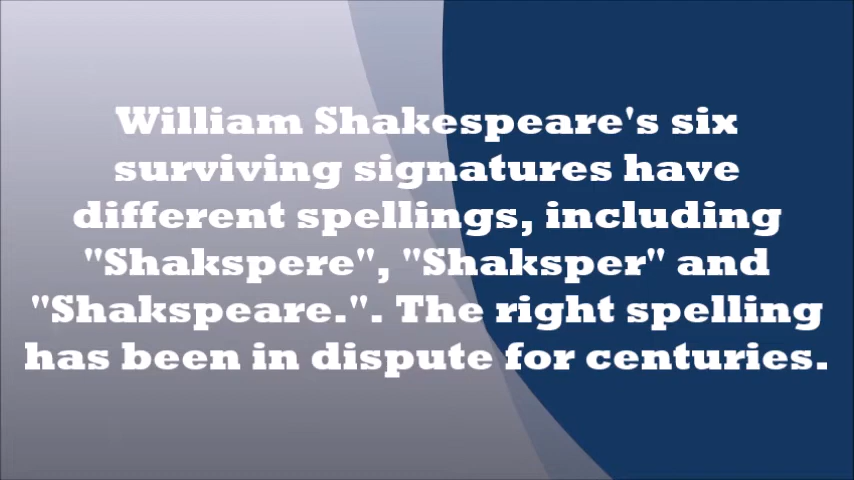 William Shakespeare's six
surviving signatures have
different spellings, including
"Shakspere", "Shaksper" and
"Shakspeare.". The right spelling
has been in dispute for centuries.